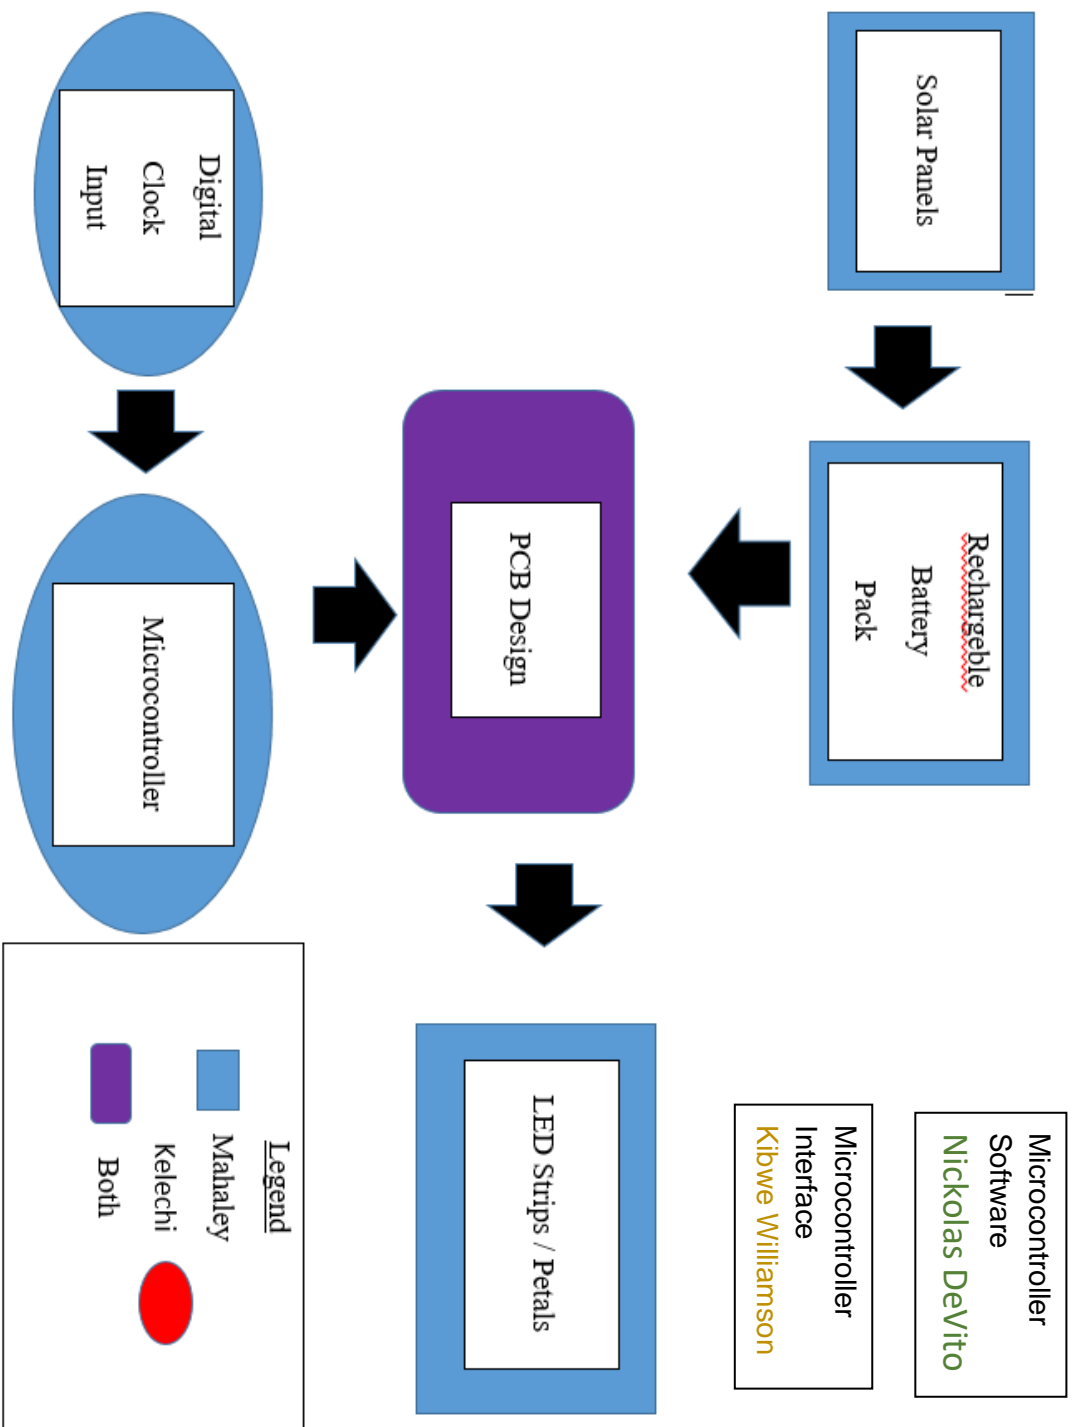 Solar Panels
Rechargeble
Battery
Pack
Microcontroller
Software
Nickolas DeVito
Microcontroller
Interface
Kibwe Williamson
PCB Design
LED Strips / Petals
Digital
Clock
Input
Microcontroller
Legend
Mahaley
Kelechi
Both